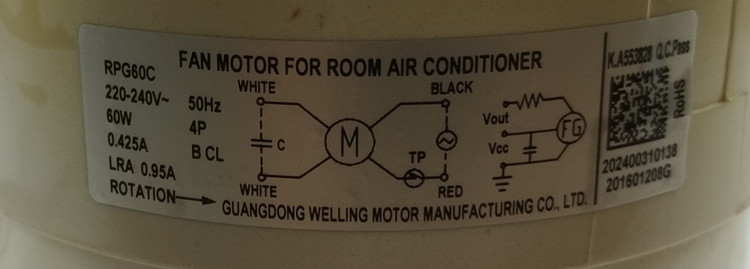 FAN MOTOR FOR ROOM AIR CONDITIONER
RPG60C
220-240V~ 50Hz
60W 4P
0.425A B CL
LRA 0.95A
ROTATION
WHITE
C
WHITE
M
BLACK
TP
RED
Vout
Vcc
FG
GUANGDONG WELLING MOTOR MANUFACTURING CO., LTD.
K.A553828 Q.C.Pass
RoHS
202400310138
201601208G